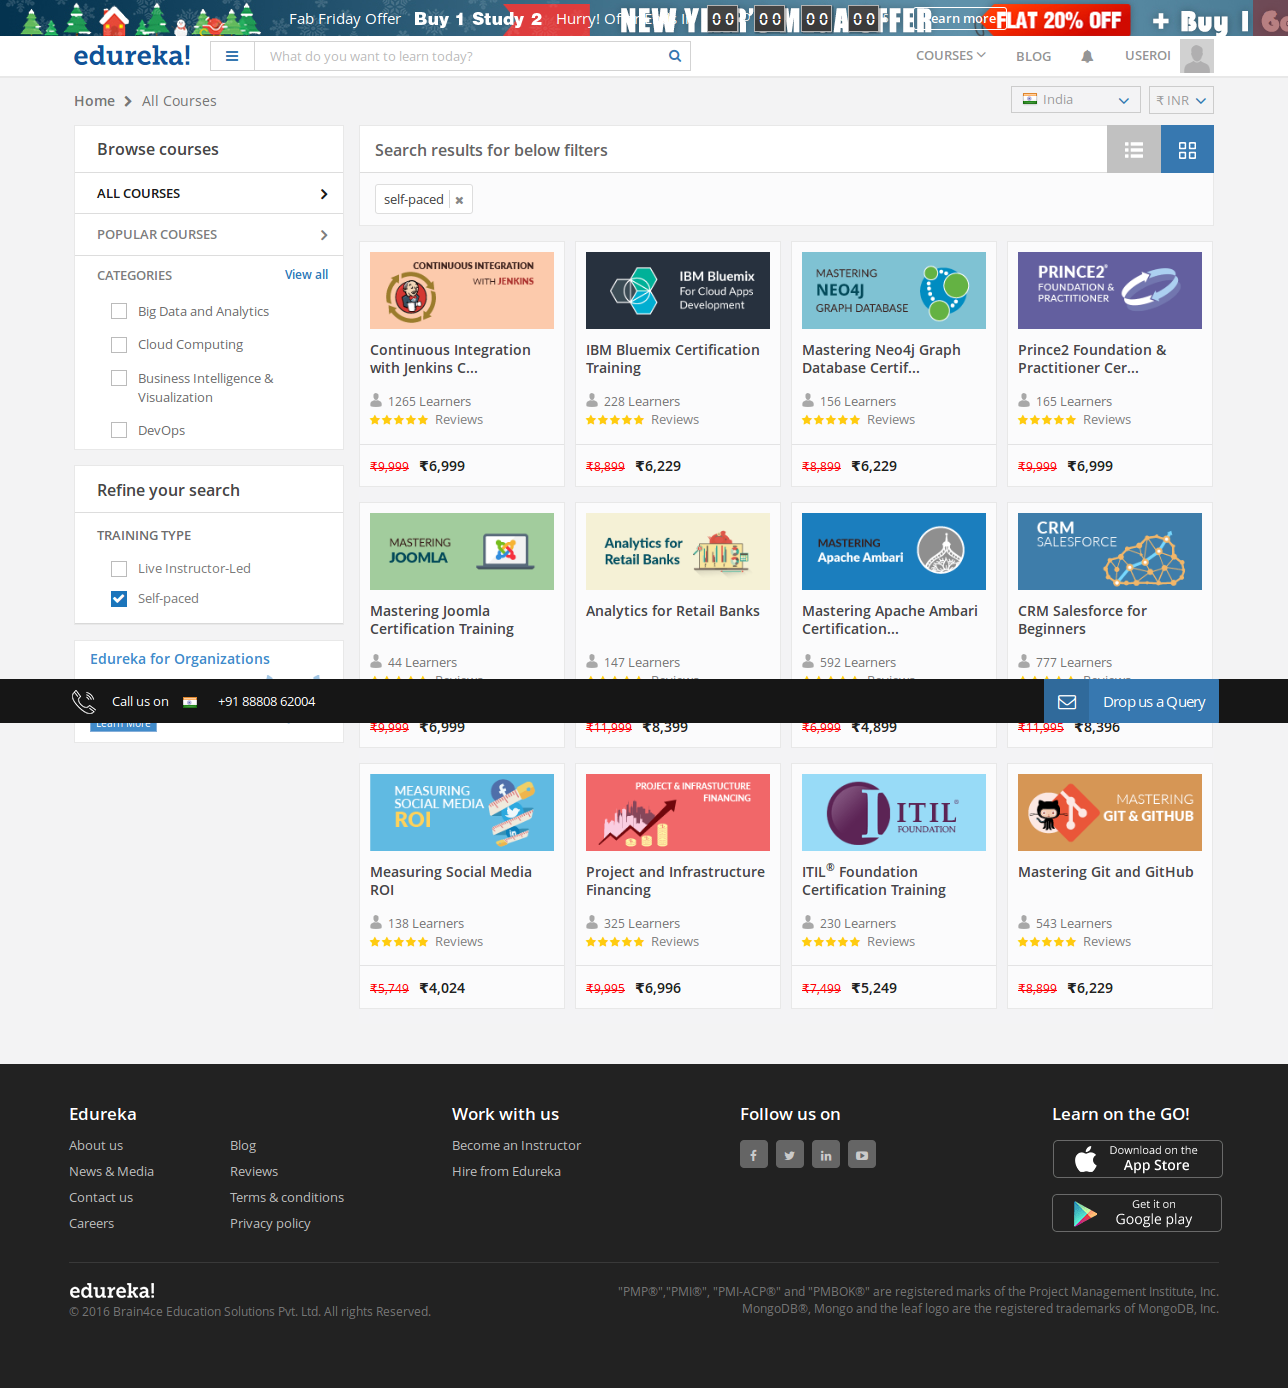 Fab Friday Offer Buy 1 Study 2 Hurry!
NEW
00 00 00 00
Learn more
FLAT 20% OFF + Buy 1
edureka!
What do you want to learn today?
COURSES
BLOG
USEROI
Home All Courses
India
₹ INR
Browse courses
ALL COURSES
POPULAR COURSES
CATEGORIES View all
Big Data and Analytics
Cloud Computing
Business Intelligence &
Visualization
DevOps
Refine your search
TRAINING TYPE
Live Instructor-Led
Self-paced
Edureka for Organizations
Learn More
Search results for below filters
self-paced
CONTINUOUS INTEGRATION
WITH JENKINS
Continuous Integration
with Jenkins C...
1265 Learners
Reviews
₹9,999 ₹6,999
IBM Bluemix
For Cloud Apps
Development
IBM Bluemix Certification
Training
228 Learners
Reviews
₹8,899 ₹6,229
MASTERING
NEO4J
GRAPH DATABASE
Mastering Neo4j Graph
Database Certif...
156 Learners
Reviews
₹8,899 ₹6,229
PRINCE2®
FOUNDATION &
PRACTITIONER
Prince2 Foundation &
Practitioner Cer...
165 Learners
Reviews
₹9,999 ₹6,999
MASTERING
JOOMLA
Mastering Joomla
Certification Training
44 Learners
₹9,999 ₹6,999
Analytics for
Retail Banks
Analytics for Retail Banks
147 Learners
₹11,999 ₹8,399
MASTERING
Apache Ambari
Mastering Apache Ambari
Certification...
592 Learners
₹6,999 ₹4,899
CRM
SALESFORCE
CRM Salesforce for
Beginners
777 Learners
₹11,995 ₹8,396
Call us on +91 88808 62004
Drop us a Query
MEASURING
SOCIAL MEDIA
ROI
Measuring Social Media
ROI
138 Learners
Reviews
₹5,749 ₹4,024
PROJECT & INFRASTUCTURE
FINANCING
Project and Infrastructure
Financing
325 Learners
Reviews
₹9,995 ₹6,996
ITIL®
FOUNDATION
ITIL® Foundation
Certification Training
230 Learners
Reviews
₹7,499 ₹5,249
MASTERING
GIT & GITHUB
Mastering Git and GitHub
543 Learners
Reviews
₹8,899 ₹6,229
Edureka
About us
News & Media
Contact us
Careers
Blog
Reviews
Terms & conditions
Privacy policy
Work with us
Become an Instructor
Hire from Edureka
Follow us on
Learn on the GO!
Download on the
App Store
Get it on
Google play
edureka!
© 2016 Brain4ce Education Solutions Pvt. Ltd. All rights Reserved.
"PMP®","PMI®", "PMI-ACP®" and "PMBOK®" are registered marks of the Project Management Institute, Inc.
MongoDB®, Mongo and the leaf logo are the registered trademarks of MongoDB, Inc.